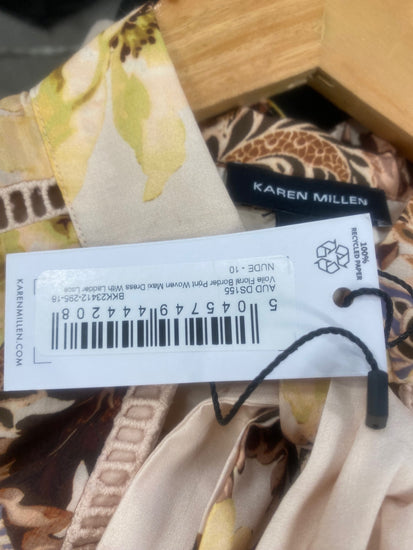 KAREN MILLEN
100%
RECYCLED PAPER
KARENMILLEN.COM
5 045749 444208
BKK23412-295-18
Voile Floral Border Print Woven Maxi Dress With Ladder Lace
AUD DS155
NUDE - 10